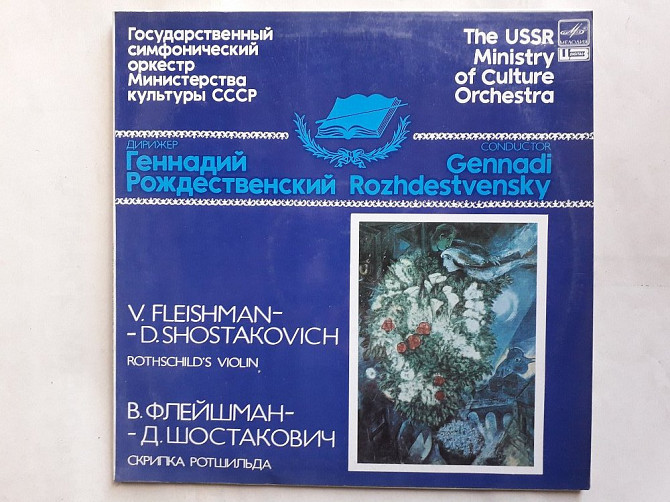 Государственный
симфонический
оркестр
Министерства
культуры СССР
The USSR
Ministry
of Culture
Orchestra
МЕЛОДИЯ
ДИРИЖЕР
Геннадий
Рождественский
CONDUCTOR
Gennadi
Rozhdestvensky
V. FLEISHMAN-
-D. SHOSTAKOVICH
ROTHSCHILD'S VIOLIN
В. ФЛЕЙШМАН-
-Д. ШОСТАКОВИЧ
СКРИПКА РОТШИЛЬДА